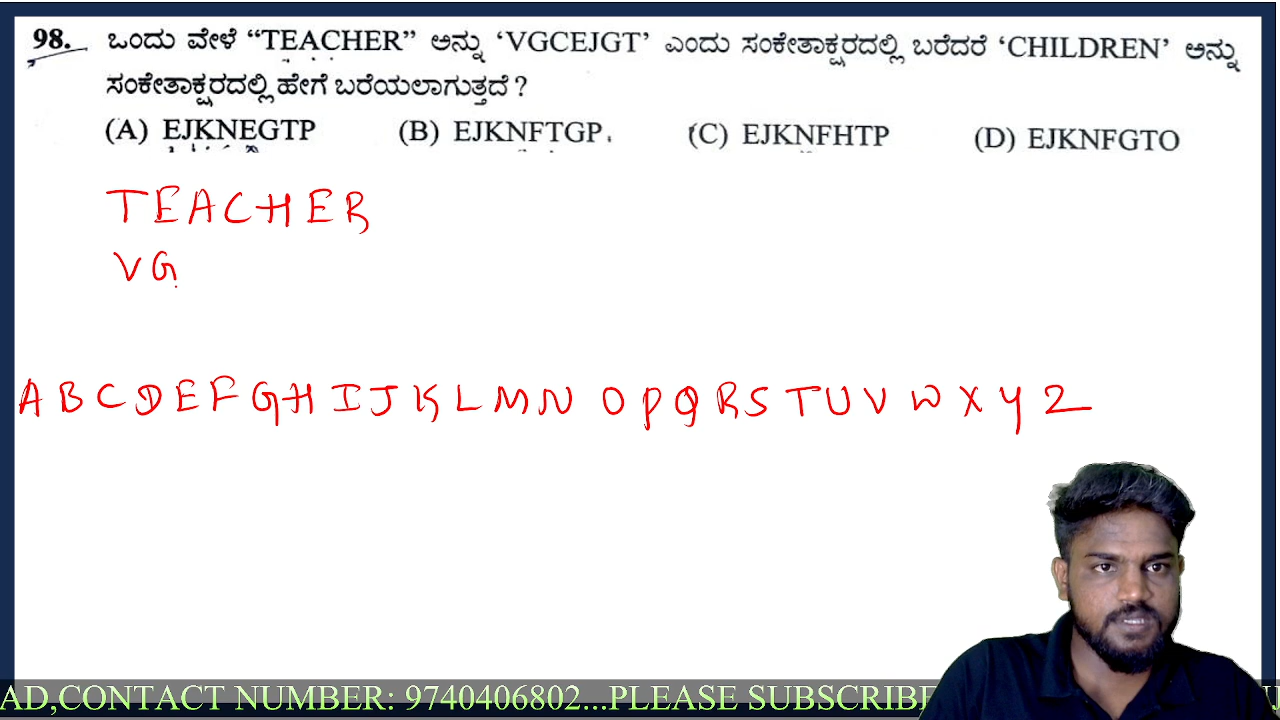 98. ಒಂದು ವೇಳೆ “TEACHER” ಅನ್ನು ‘VGCEJGT’ ಎಂದು ಸಂಕೇತಾಕ್ಷರದಲ್ಲಿ ಬರೆದರೆ ‘CHILDREN’ ಅನ್ನು
ಸಂಕೇತಾಕ್ಷರದಲ್ಲಿ ಹೇಗೆ ಬರೆಯಲಾಗುತ್ತದೆ ?
(A) EJKNEGTP (B) EJKNFTGP. (C) EJKNFHTP (D) EJKNFGTO
TEACHER
VG
A B C D E F G H I J K L M N O P Q R S T U V W X Y Z
AD,CONTACT NUMBER: 9740406802...PLEASE SUBSCRIBE